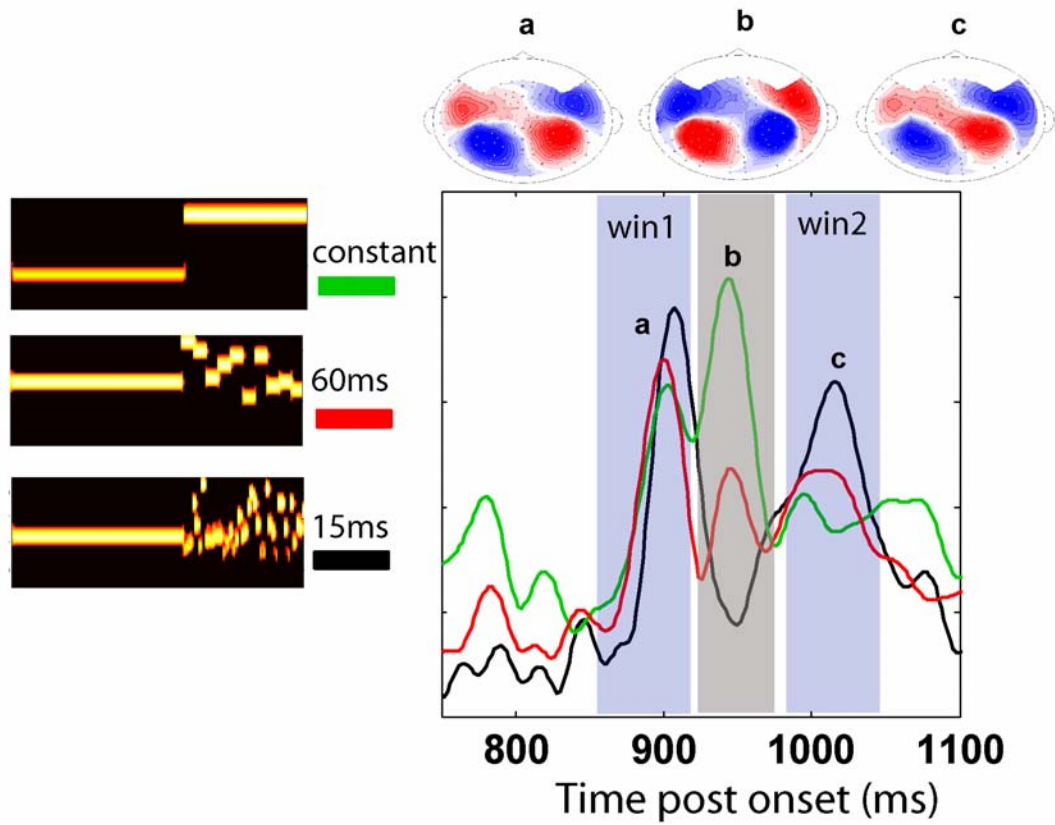 a
b
c
constant
60ms
15ms
win1
win2
b
a
c
800
900
1000
1100
Time post onset (ms)